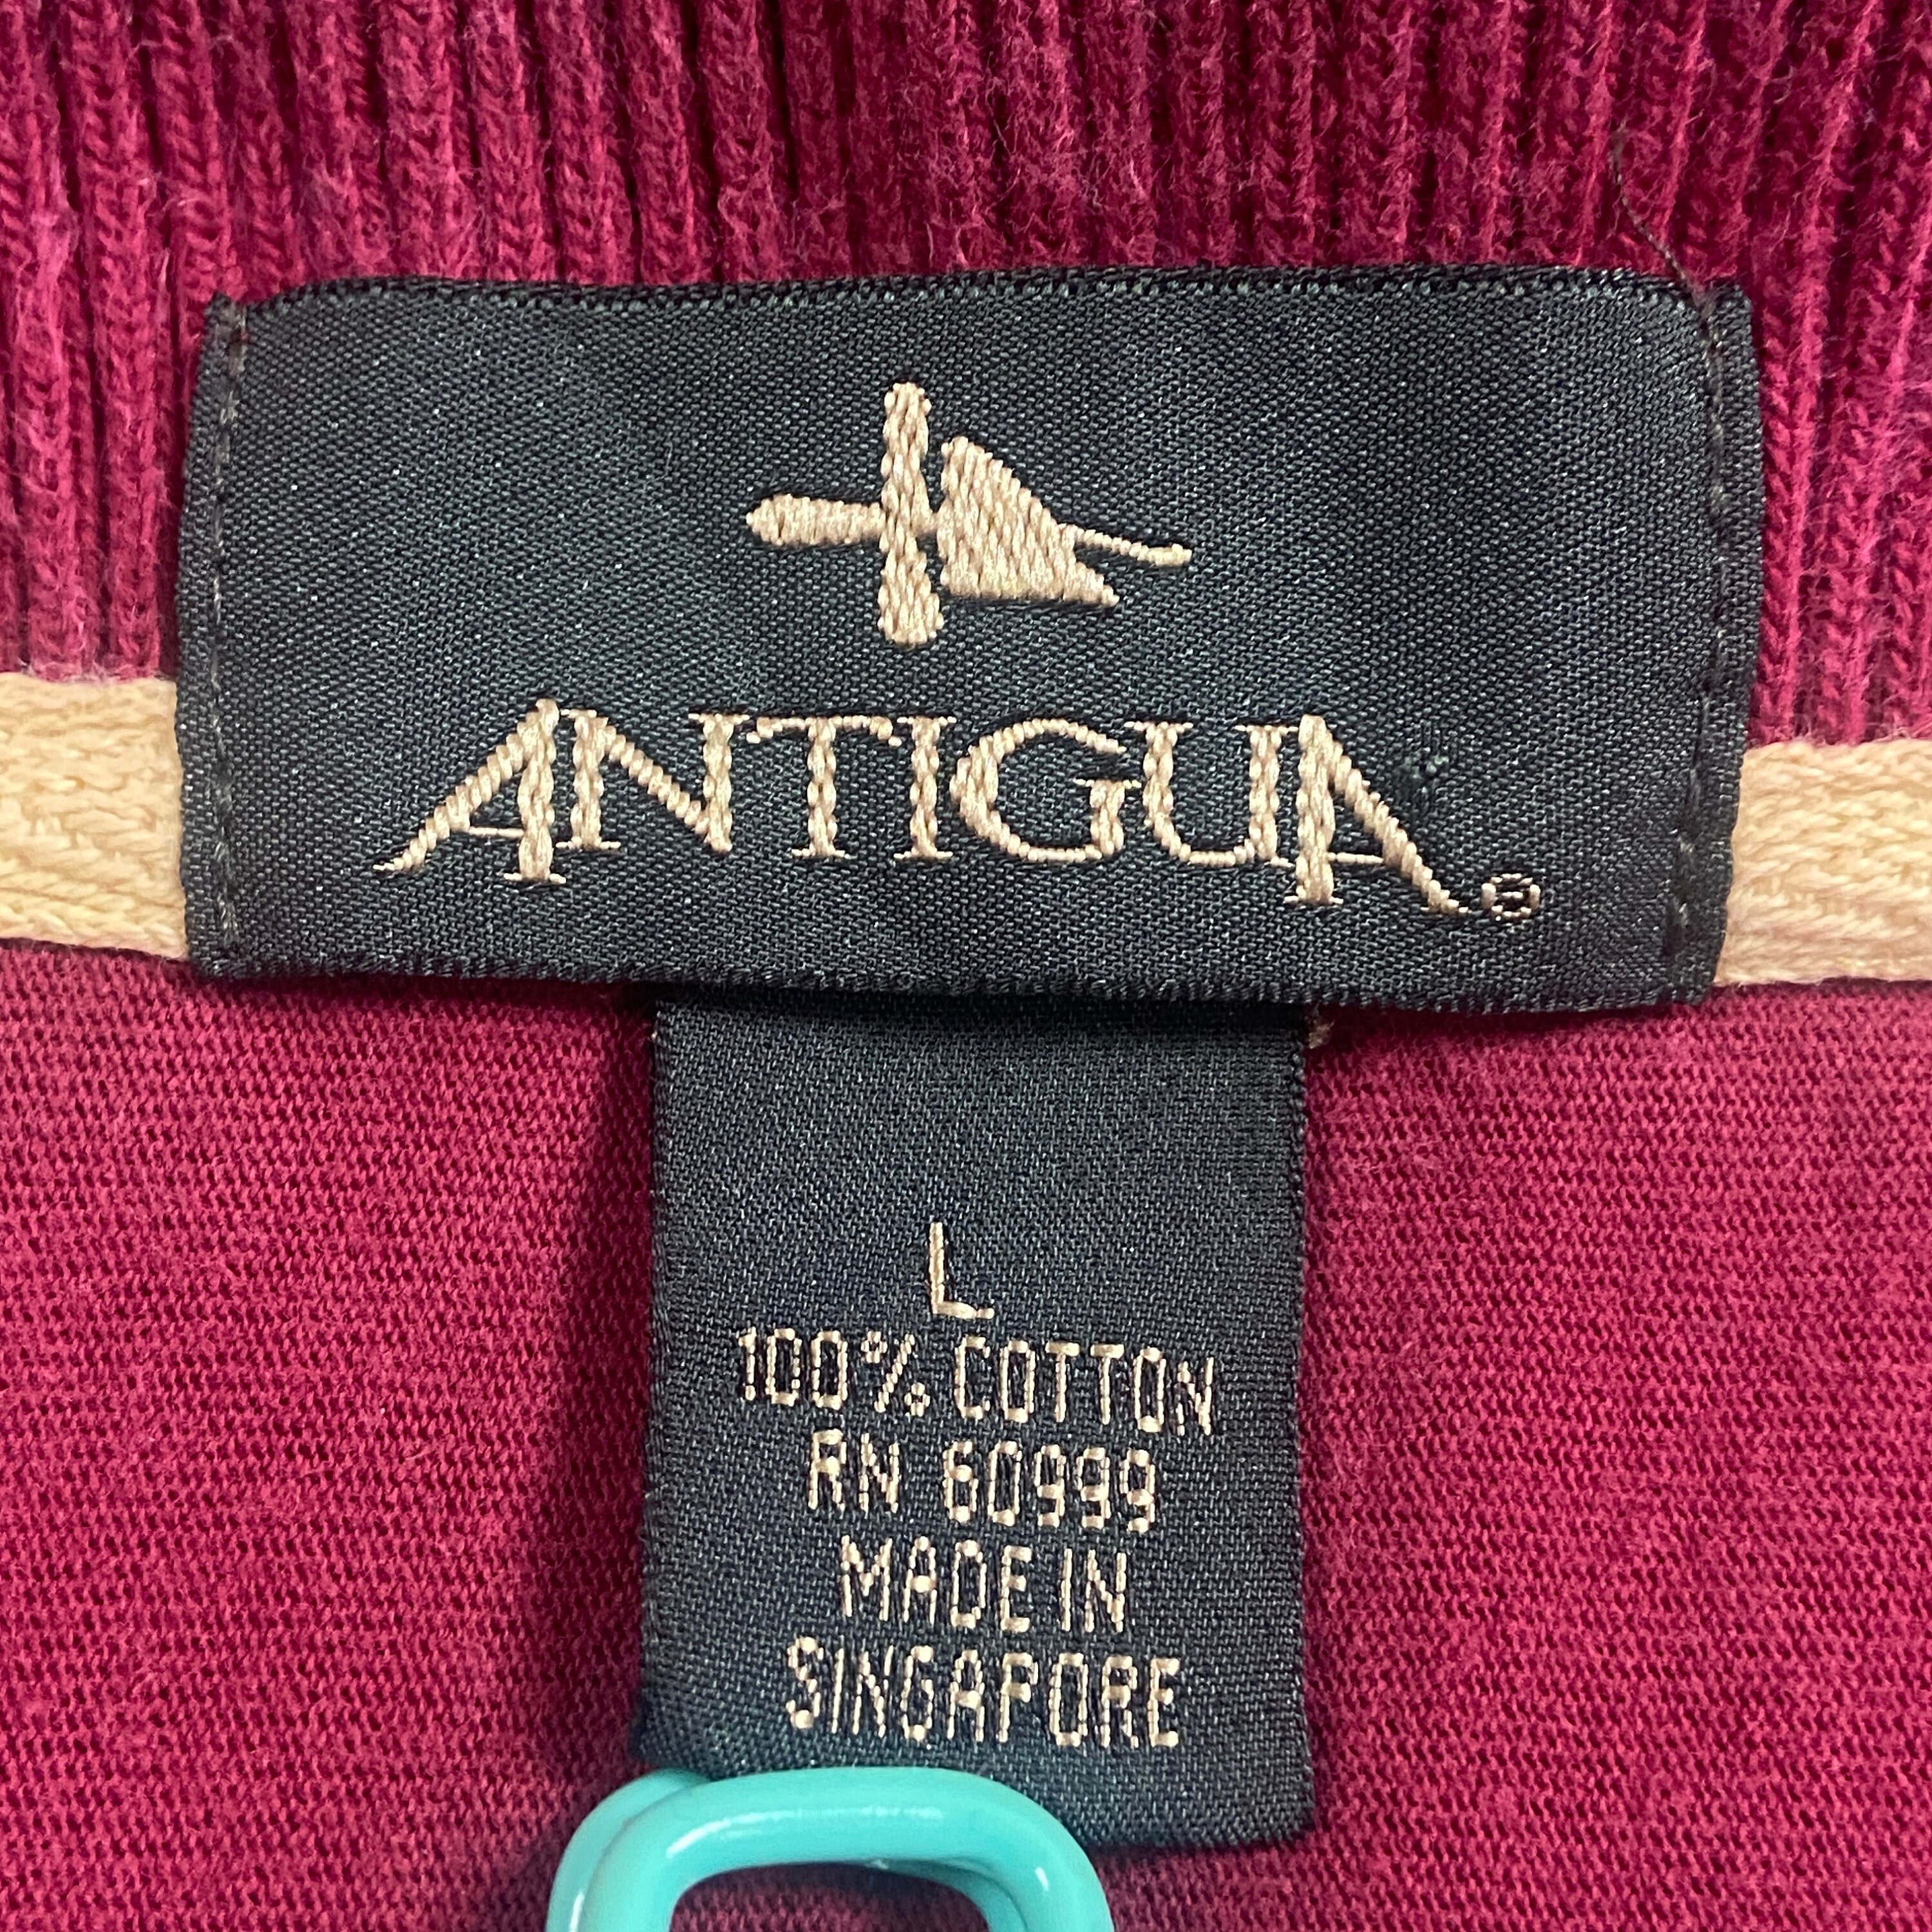 ANTIGUA®
L
100% COTTON
RN 60999
MADE IN
SINGAPORE